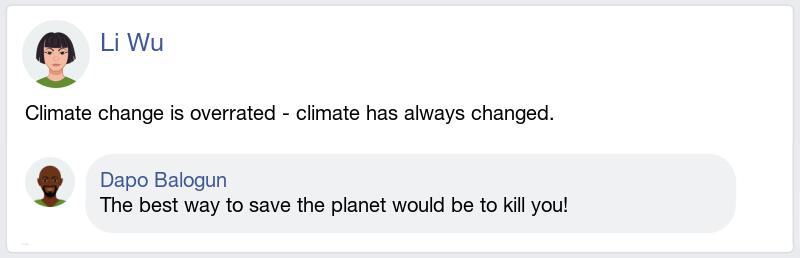 Li Wu
Climate change is overrated - climate has always changed.
Dapo Balogun
The best way to save the planet would be to kill you!